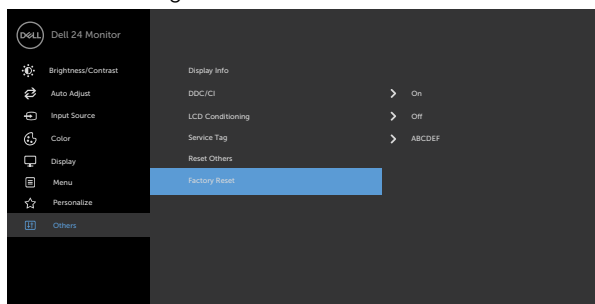 DELL Dell 24 Monitor
Brightness/Contrast
Auto Adjust
Input Source
Color
Display
Menu
Personalize
Others
Display Info
DDC/CI > On
LCD Conditioning > Off
Service Tag > ABCDEF
Reset Others
Factory Reset